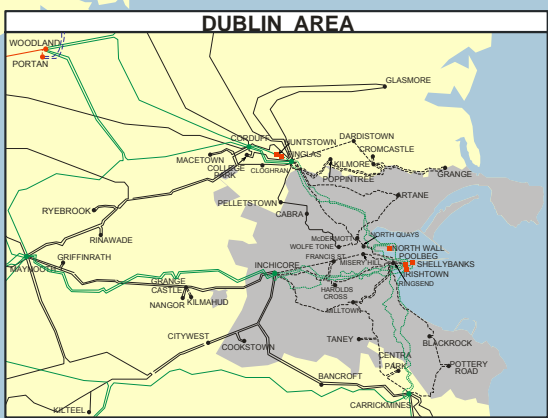 DUBLIN AREA
WOODLAND
PORTAN
GLASMORE
CORDUFF
HUNTSTOWN
FINGLAS
DARDISTOWN
CROMCASTLE
MACETOWN
COLLEGE
PARK
CLOGHRAN
KILMORE
POPPINTREE
GRANGE
ARTANE
PELLETSTOWN
CABRA
RYEBROOK
RINAWADE
McDERMOTT
NORTH QUAYS
WOLFE TONE
NORTH WALL
FRANCIS ST
MISERY HILL
POOLBEG
SHELLYBANKS
IRISHTOWN
RINGSEND
GRIFFINRATH
MAYNOOTH
INCHICORE
GRANGE
CASTLE
NANGOR
KILMAHUD
HAROLDS
CROSS
MILLTOWN
CITYWEST
COOKSTOWN
TANEY
BLACKROCK
CENTRA
PARK
POTTERY
ROAD
BANCROFT
KILTEEL
CARRICKMINES